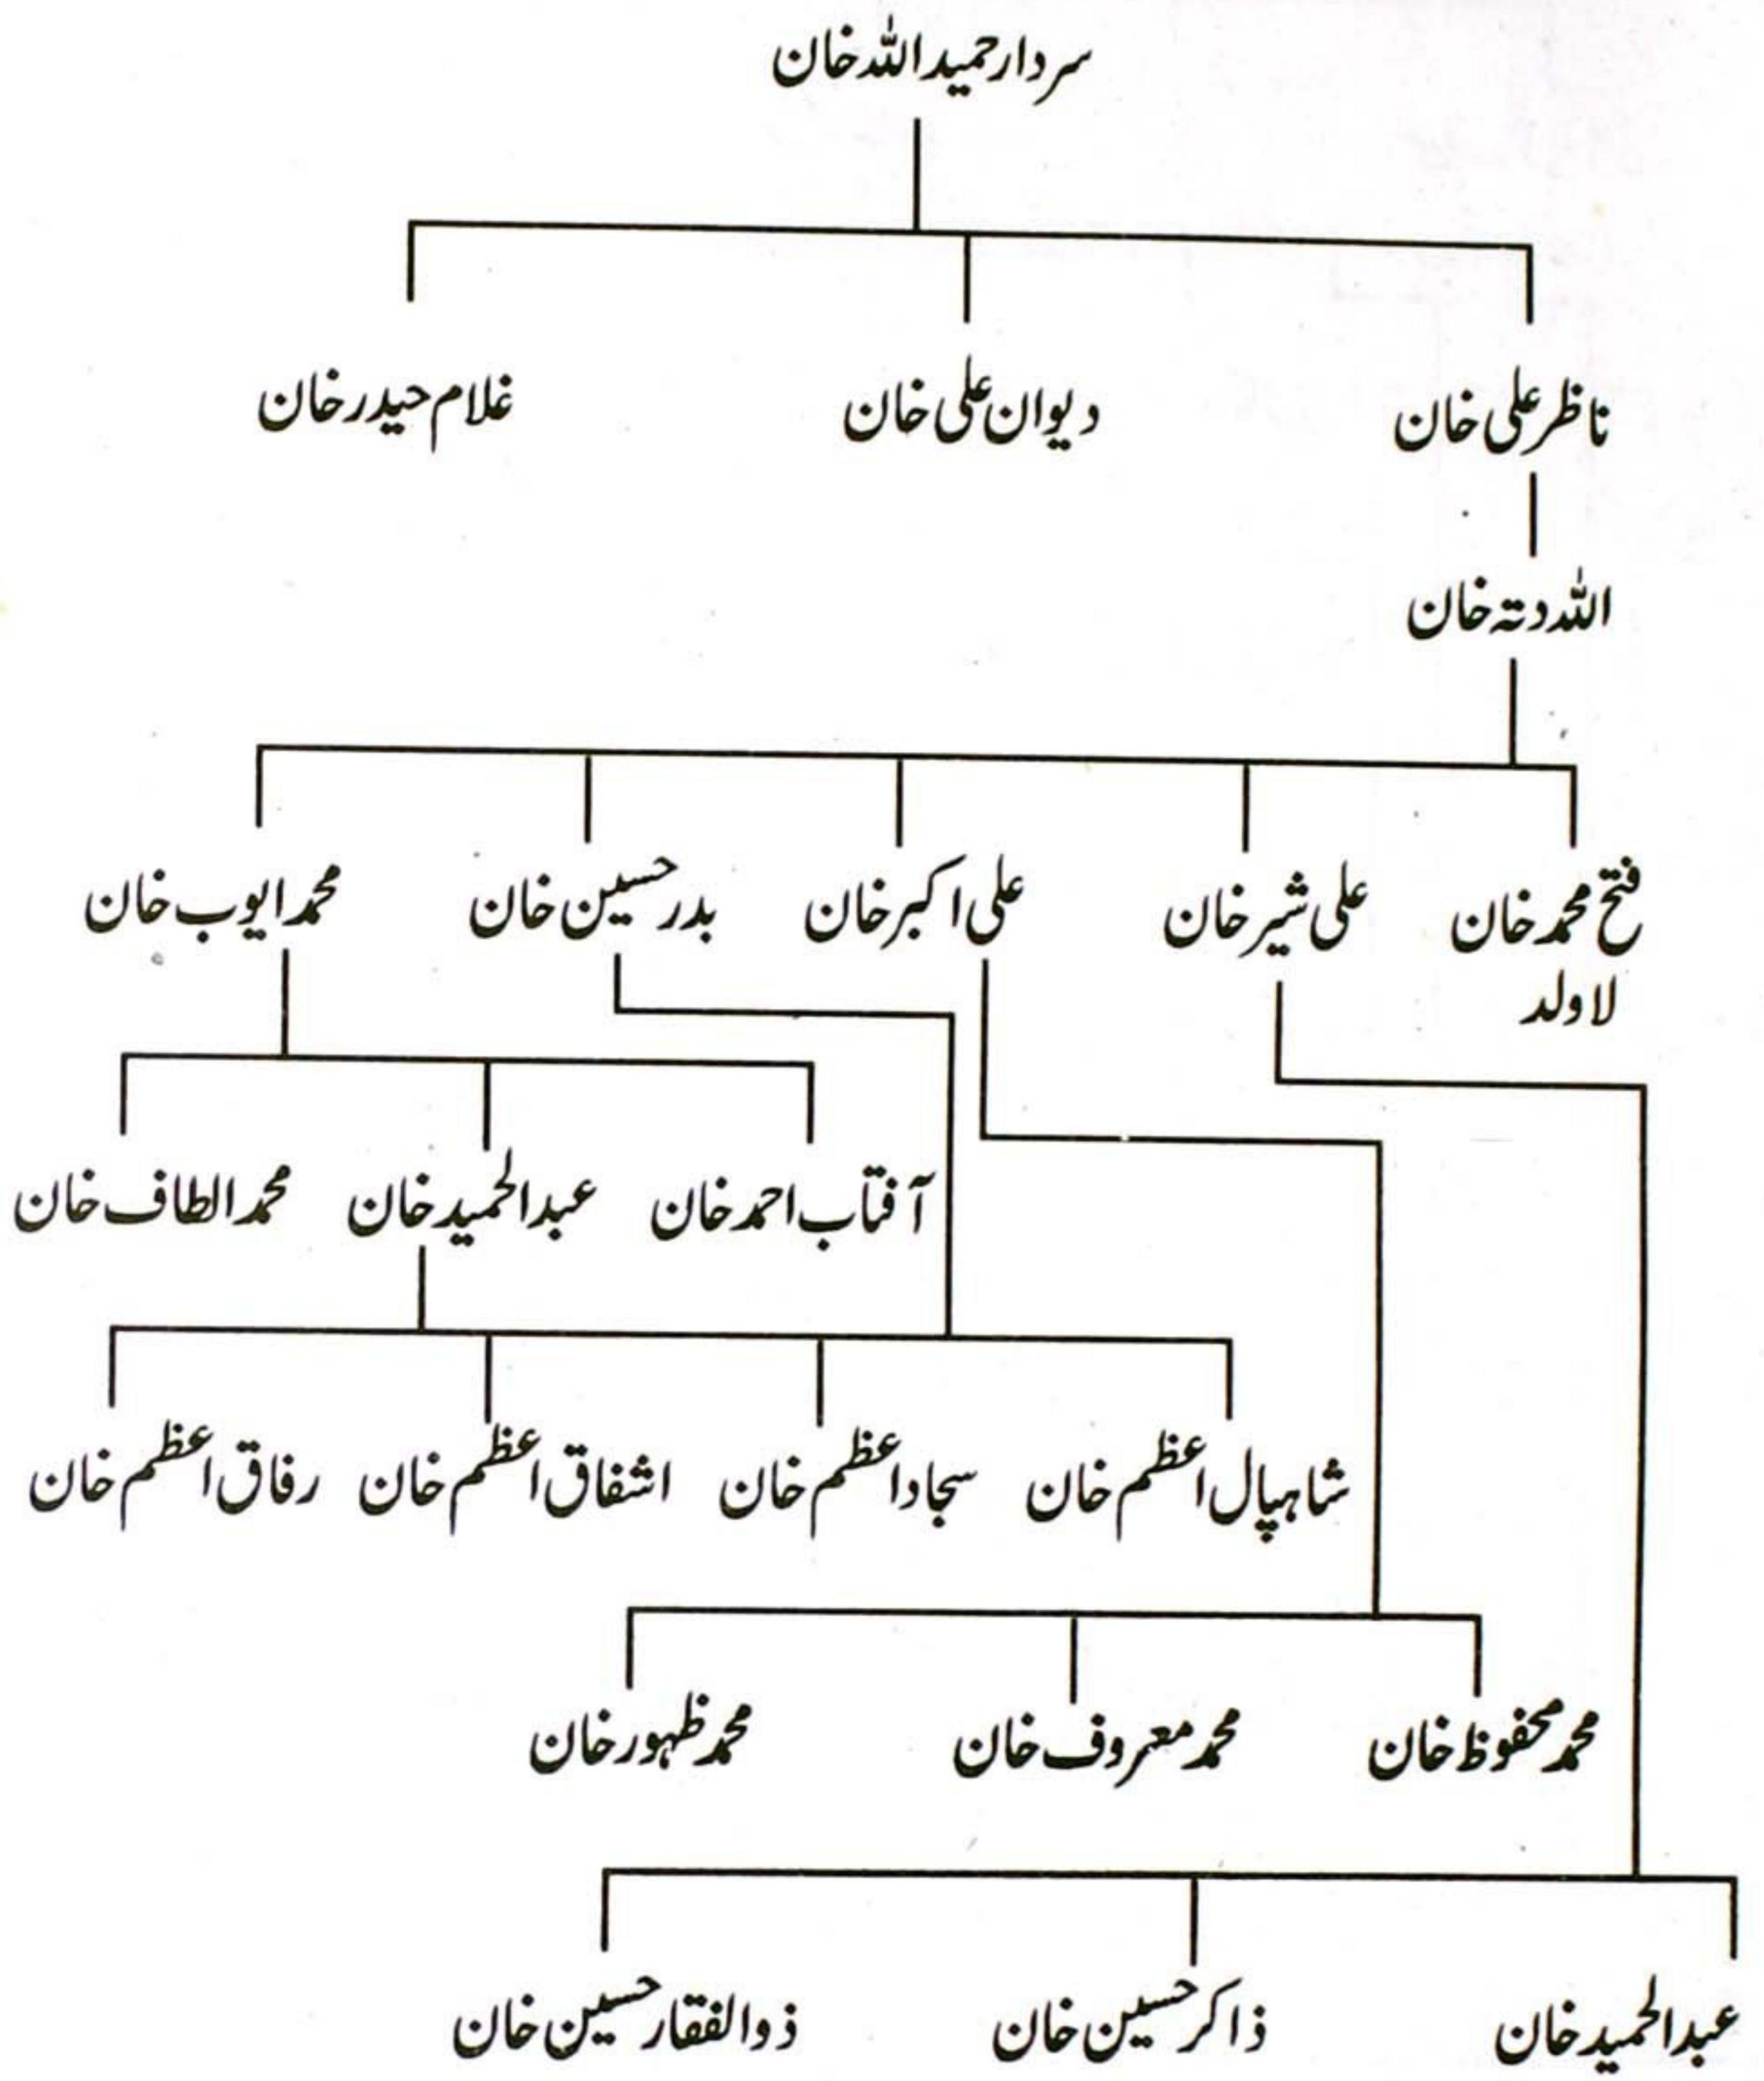 سردار حمید اللہ خان
ناظر علی خان دیوان علی خان غلام حیدر خان
اللہ دتہ خان
فتح محمد خان علی شیر خان علی اکبر خان بدر حسین خان محمد ایوب خان
لا ولد
آفتاب احمد خان عبدالحمید خان محمد الطاف خان
شاہپال اعظم خان سجاد اعظم خان اشفاق اعظم خان رفاق اعظم خان
محمد محفوظ خان محمد معروف خان محمد ظہور خان
عبدالحمید خان ذاکر حسین خان ذوالفقار حسین خان